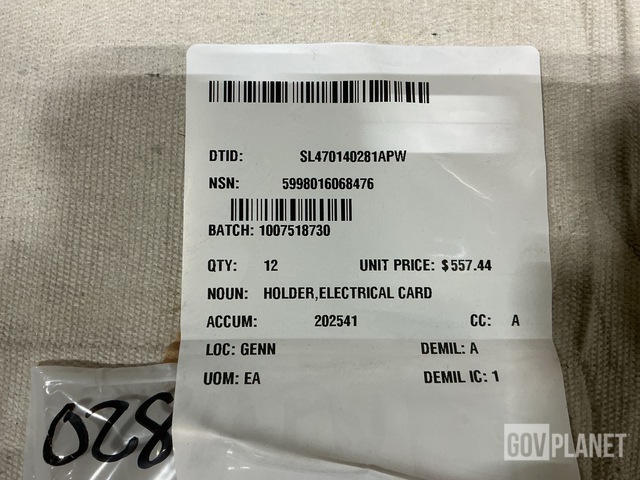 DTID: SL470140281APW
NSN: 5998016068476
BATCH: 1007518730
QTY: 12 UNIT PRICE: $557.44
NOUN: HOLDER,ELECTRICAL CARD
ACCUM: 202541 CC: A
LOC: GENN DEMIL: A
UOM: EA DEMIL IC: 1
028
GOVPLANET